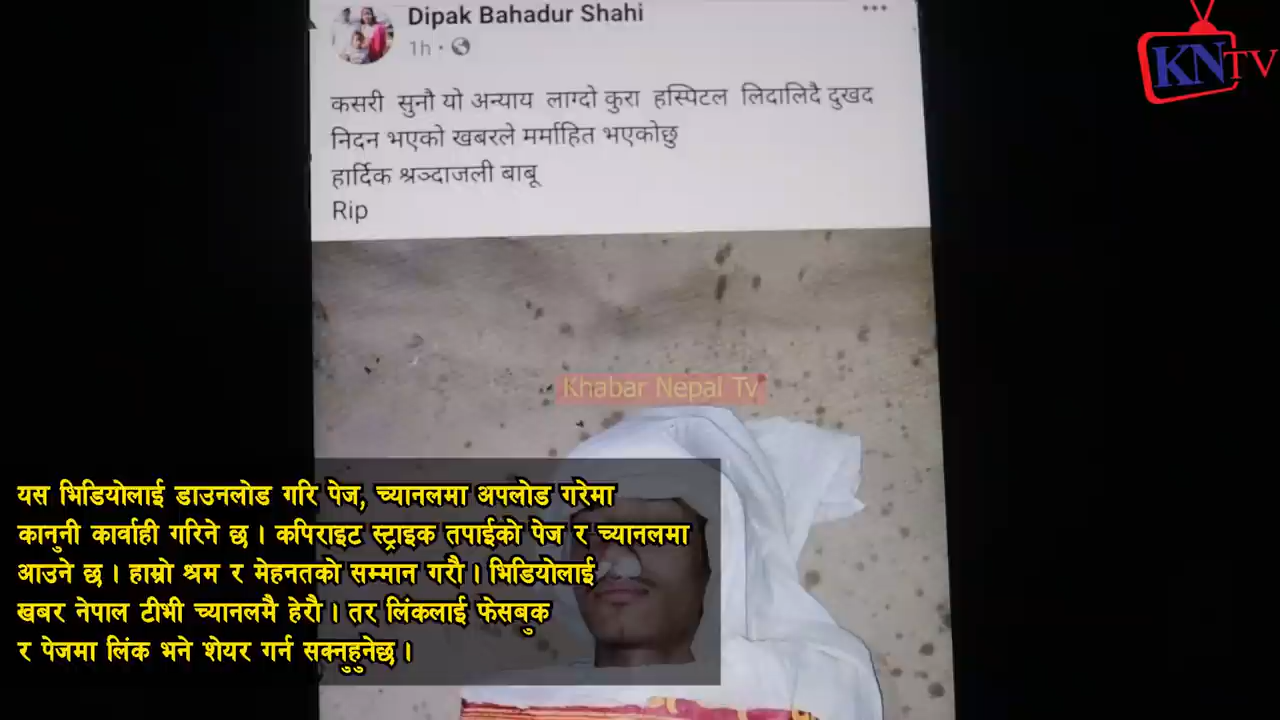 Dipak Bahadur Shahi
1h
कसरी सुनौ यो अन्याय लाग्दो कुरा हस्पिटल लिदालिदै दुखद
निदन भएको खबरले मर्माहित भएकोछु
हार्दिक श्रञ्दाजली बाबू
Rip
KNTV
Khabar Nepal Tv
यस भिडियोलाई डाउनलोड गरि पेज, च्यानलमा अपलोड गरेमा
कानुनी कार्वाही गरिने छ । कपिराइट स्ट्राइक तपाईको पेज र च्यानलमा
आउने छ । हाम्रो श्रम र मेहनतको सम्मान गरौ । भिडियोलाई
खबर नेपाल टीभी च्यानलमै हेरौ । तर लिंकलाई फेसबुक
र पेजमा लिंक भने शेयर गर्न सक्नुहुनेछ ।